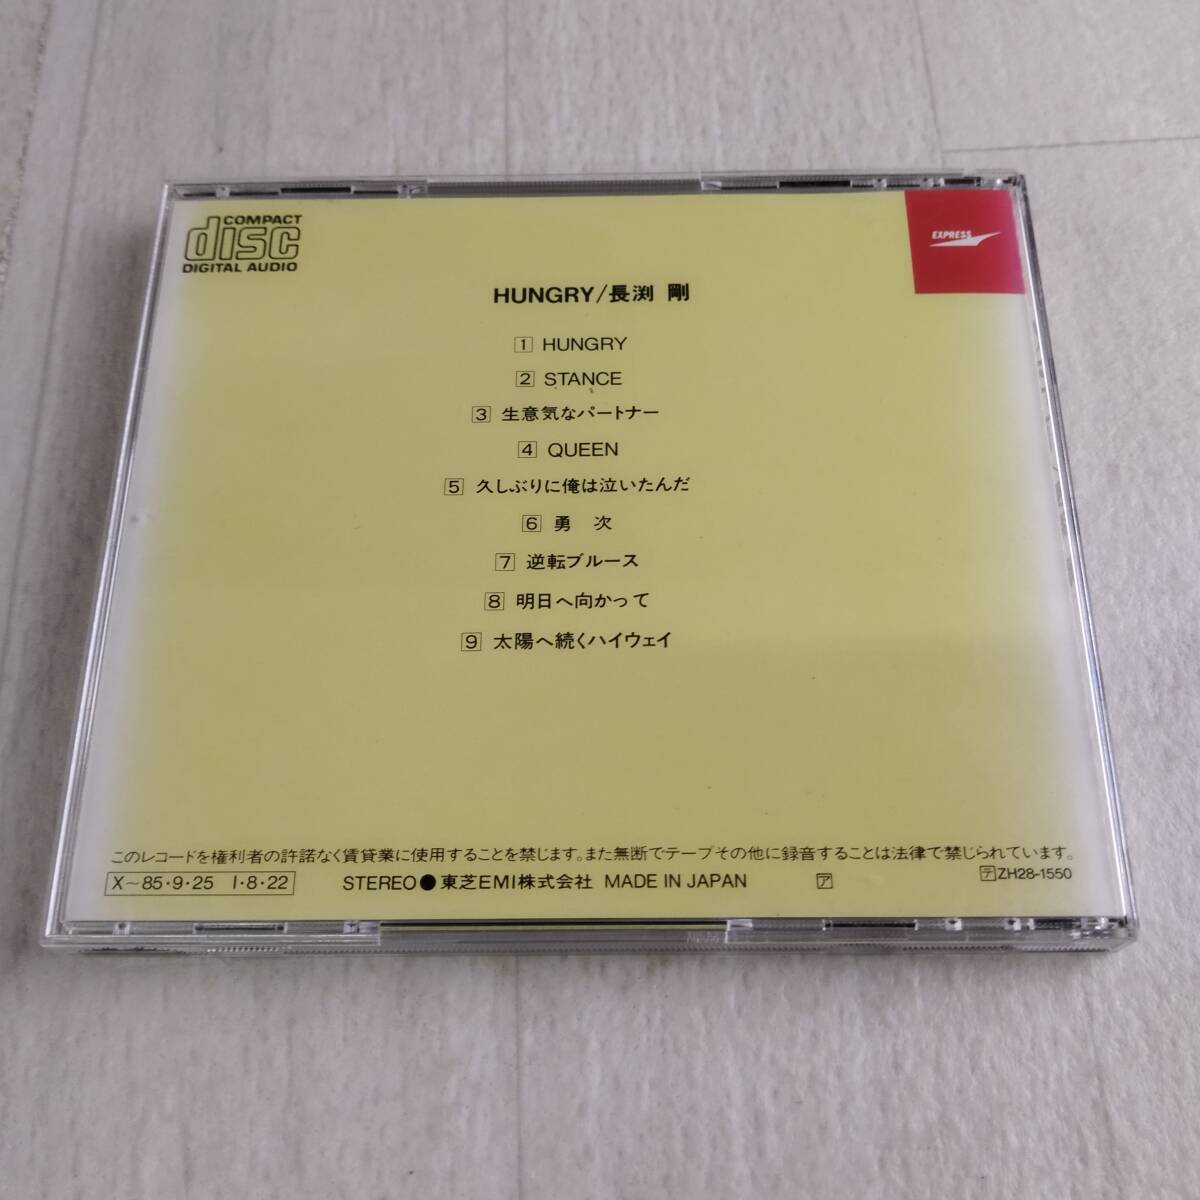 COMPACT
disc
DIGITAL AUDIO
EXPRESS
HUNGRY/長渕 剛
1 HUNGRY
2 STANCE
3 生意気なパートナー
4 QUEEN
5 久しぶりに俺は泣いたんだ
6 勇 次
7 逆転ブルース
8 明日へ向かって
9 太陽へ続くハイウェイ
このレコードを権利者の許諾なく賃貸業に使用することを禁じます。また無断でテープその他に録音することは法律で禁じられています。
X～85・9・25 I・8・22 STEREO●東芝EMI株式会社 MADE IN JAPAN ア テZH28-1550